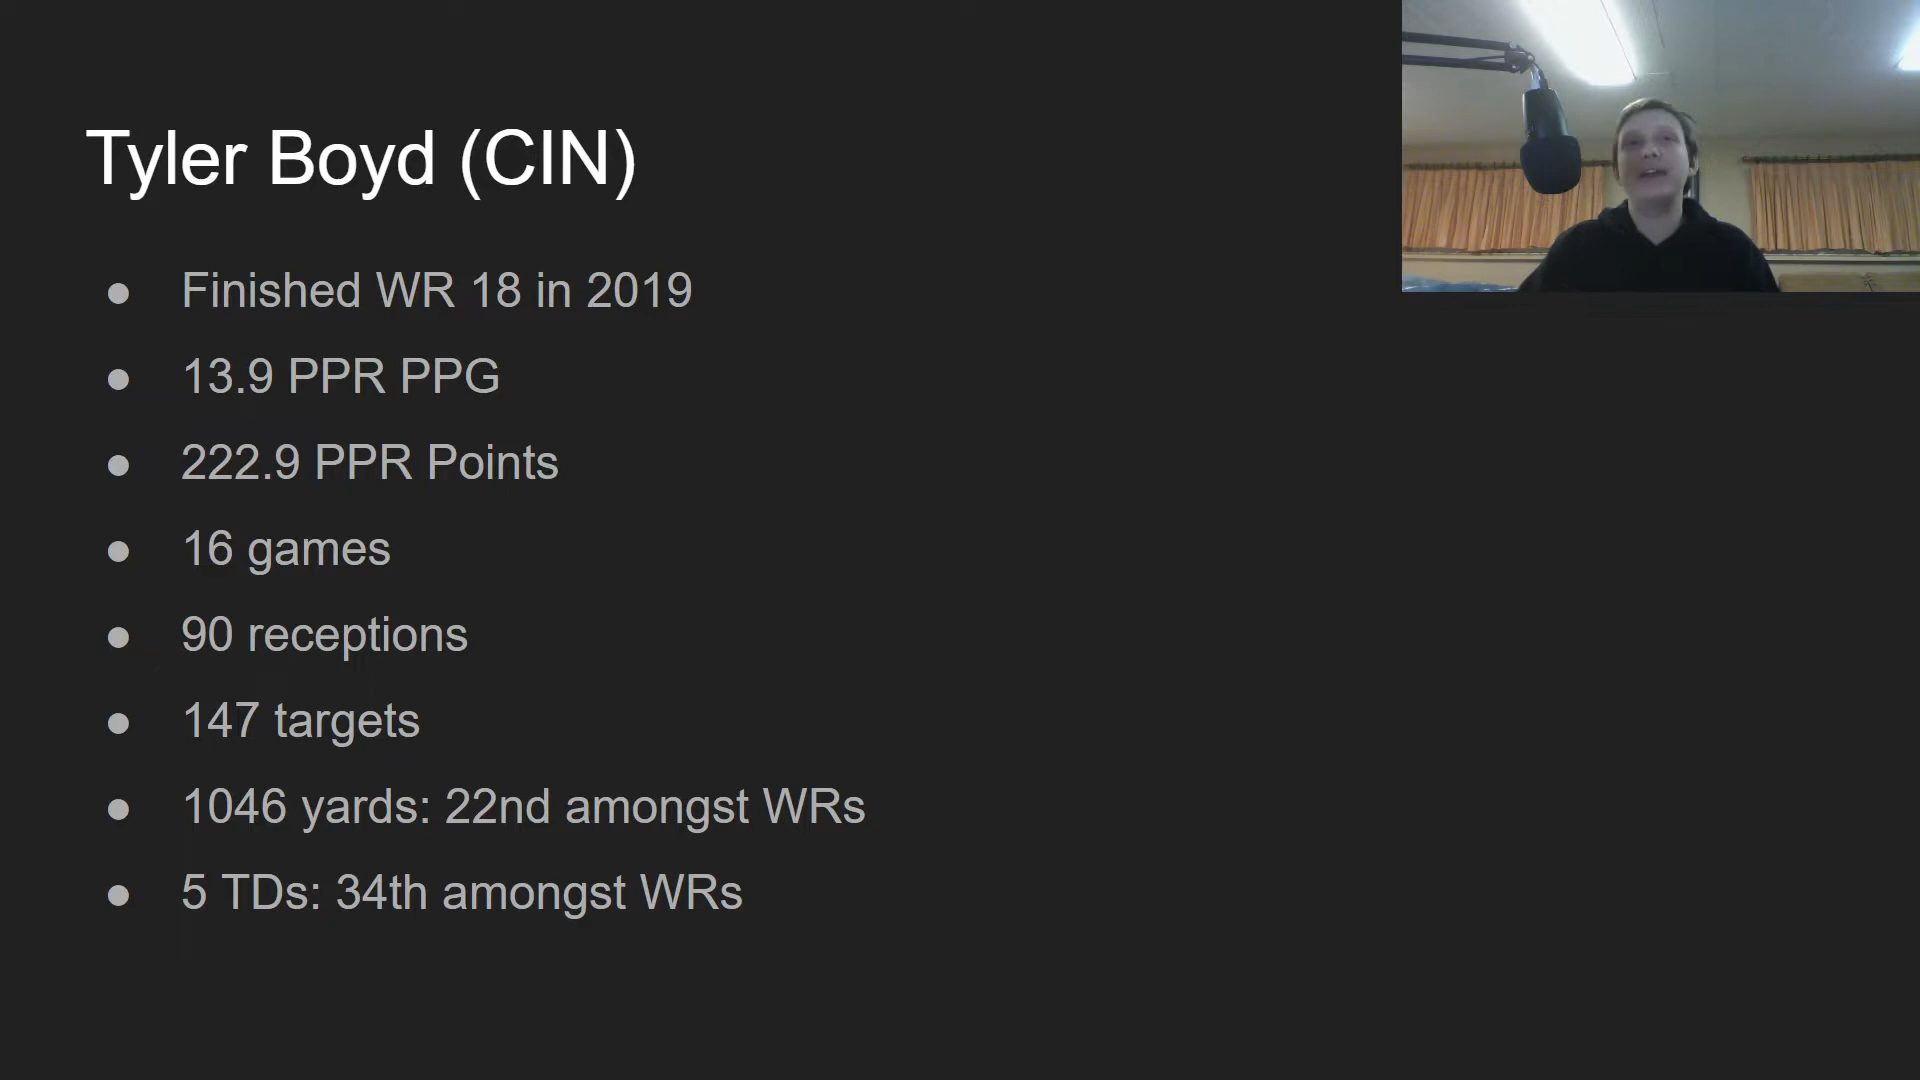 Tyler Boyd (CIN)
● Finished WR 18 in 2019
● 13.9 PPR PPG
● 222.9 PPR Points
● 16 games
● 90 receptions
● 147 targets
● 1046 yards: 22nd amongst WRs
● 5 TDs: 34th amongst WRs